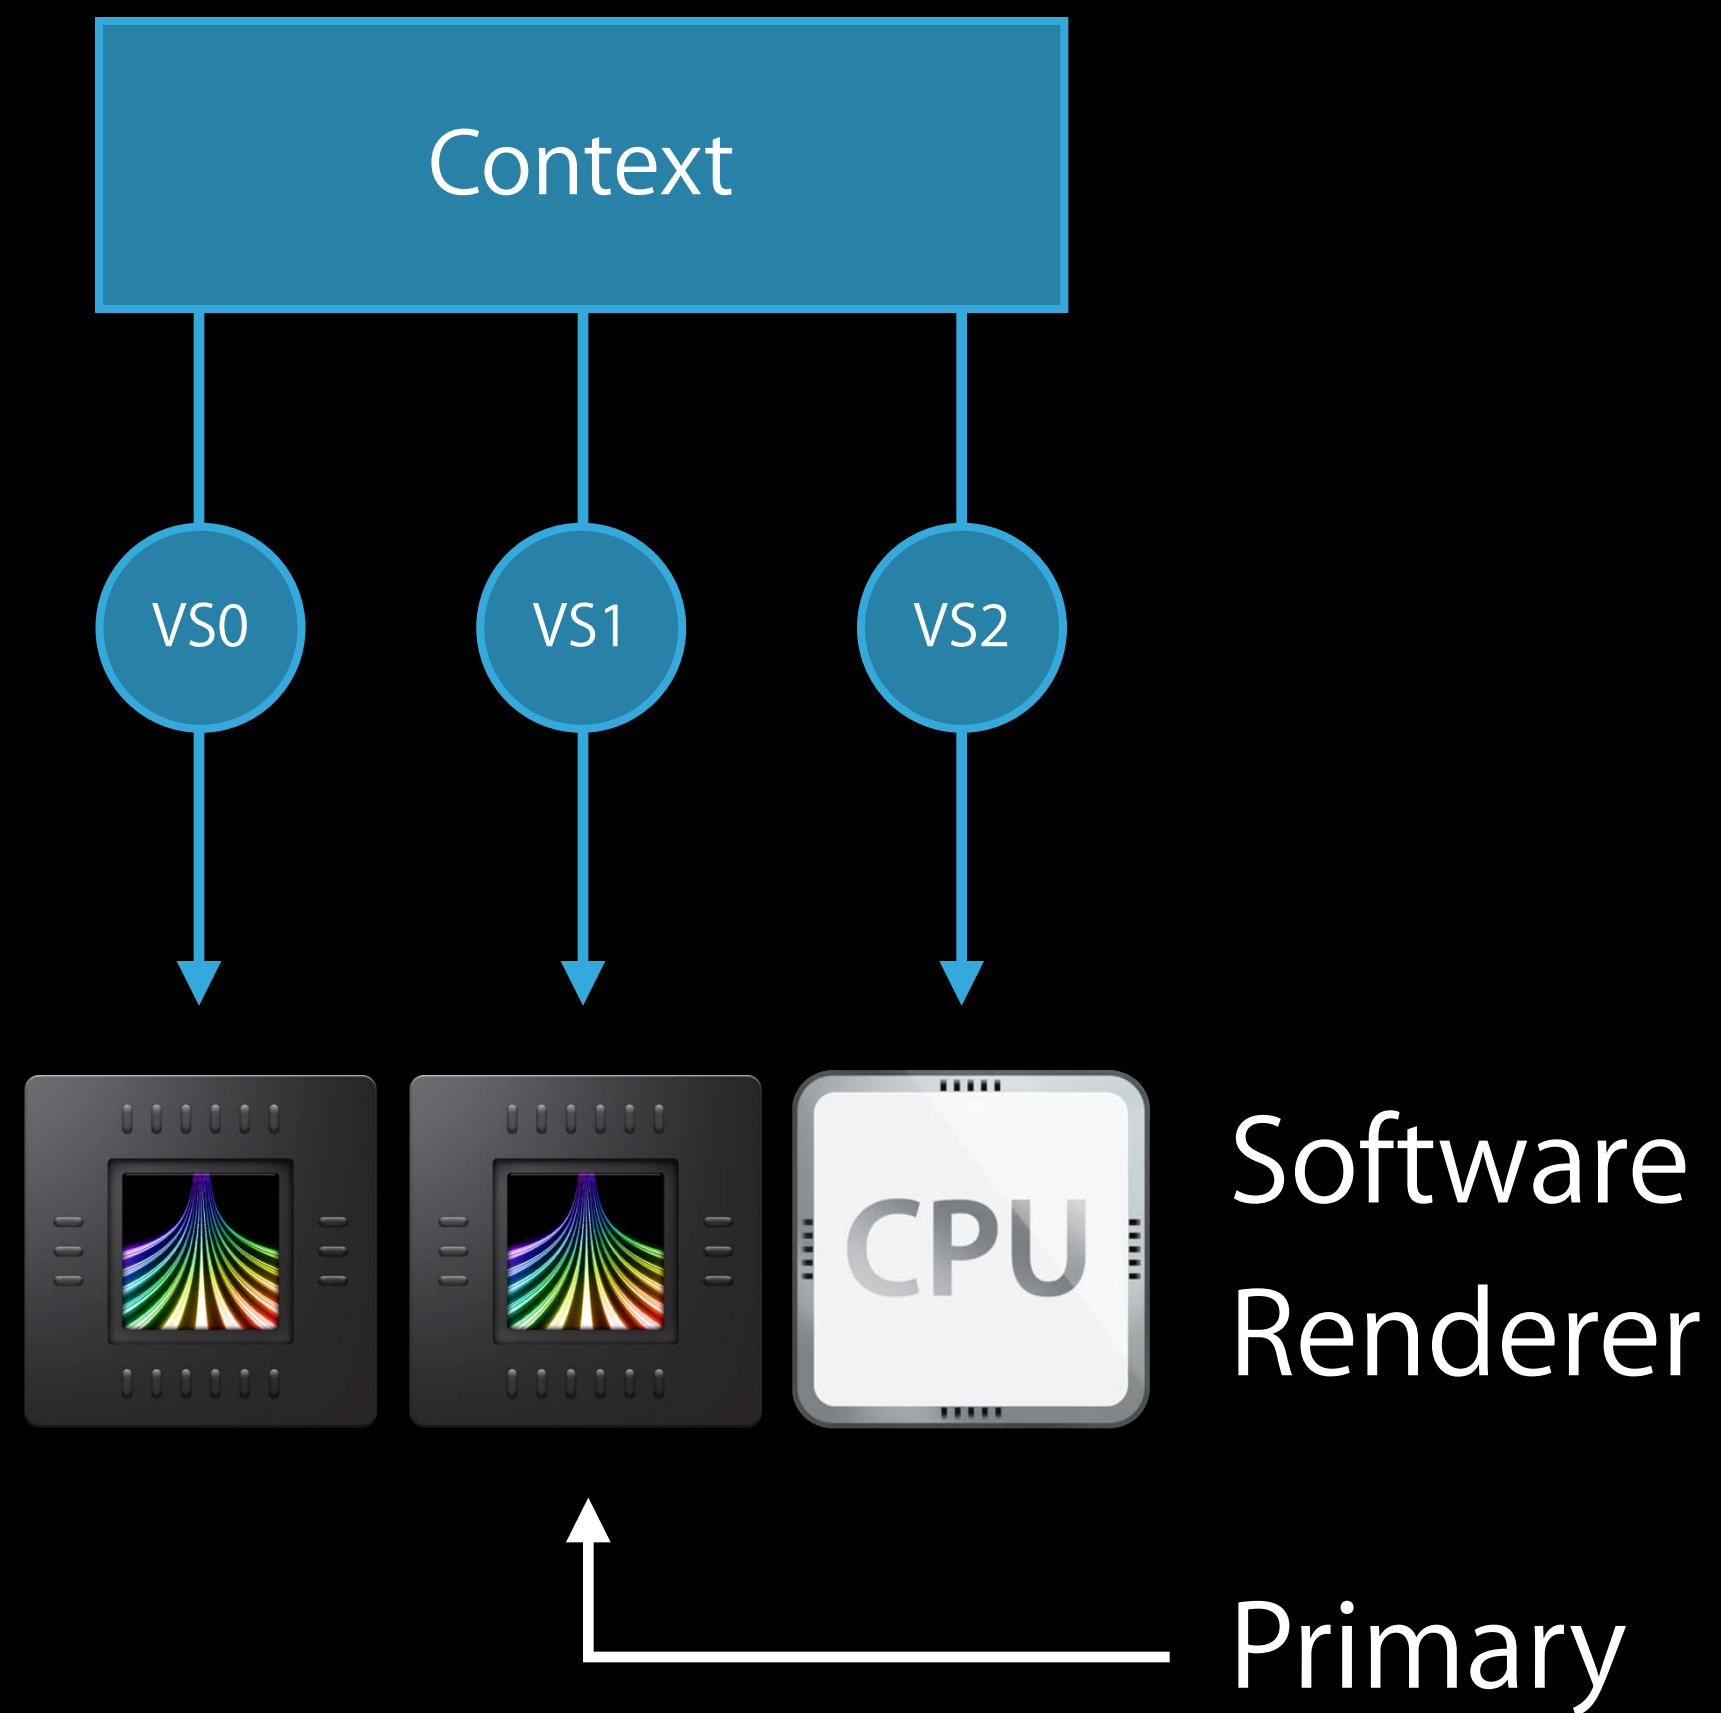 Context
VS0
VS1
VS2
CPU
Software
Renderer
Primary